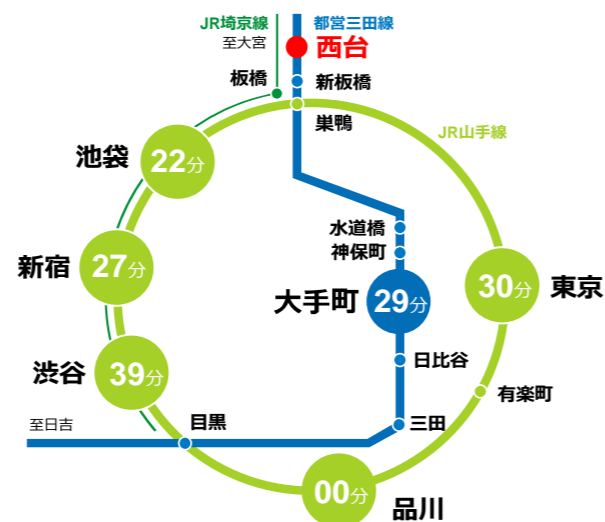 JR埼京線
都営三田線
至大宮
西台
板橋
新板橋
巣鴨
JR山手線
池袋
22分
水道橋
神保町
新宿
27分
大手町
29分
30分
東京
渋谷
39分
日比谷
有楽町
至日吉
目黒
三田
00分
品川